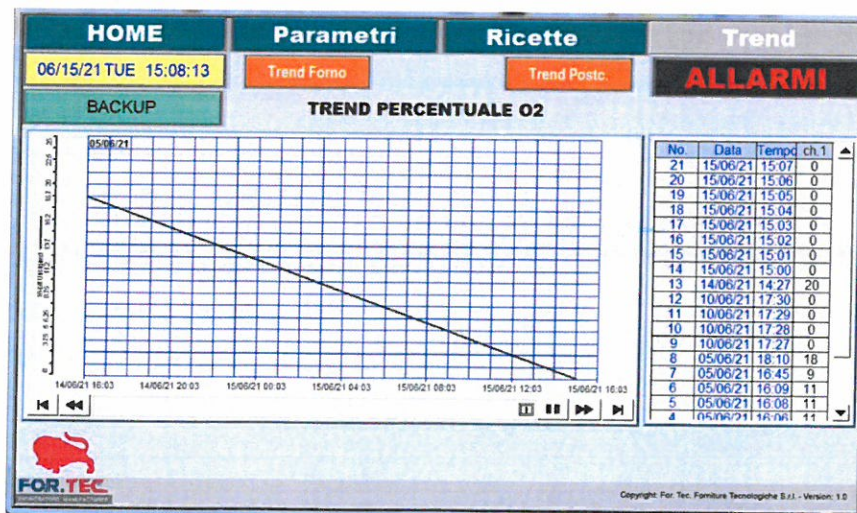 HOME Parametri Ricette Trend
06/15/21 TUE 15:08:13 Trend Forno Trend Postc. ALLARMI
BACKUP TREND PERCENTUALE O2
05/06/21
14/06/21 16:03 14/06/21 20:03 15/06/21 00:03 15/06/21 04:03 15/06/21 08:03 15/06/21 12:03 15/06/21 16:03
No. Data Tempo ch.1
21 15/06/21 15:07 0
20 15/06/21 15:06 0
19 15/06/21 15:05 0
18 15/06/21 15:04 0
17 15/06/21 15:03 0
16 15/06/21 15:02 0
15 15/06/21 15:01 0
14 15/06/21 15:00 0
13 14/06/21 14:27 20
12 10/06/21 17:30 0
11 10/06/21 17:29 0
10 10/06/21 17:28 0
9 10/06/21 17:27 0
8 05/06/21 18:10 18
7 05/06/21 16:45 9
6 05/06/21 16:09 11
5 05/06/21 16:08 11
4 05/06/21 16:06 11
FOR.TEC.
Copyright: For. Tec. Forniture Tecnologiche S.r.l. - Version: 1.0